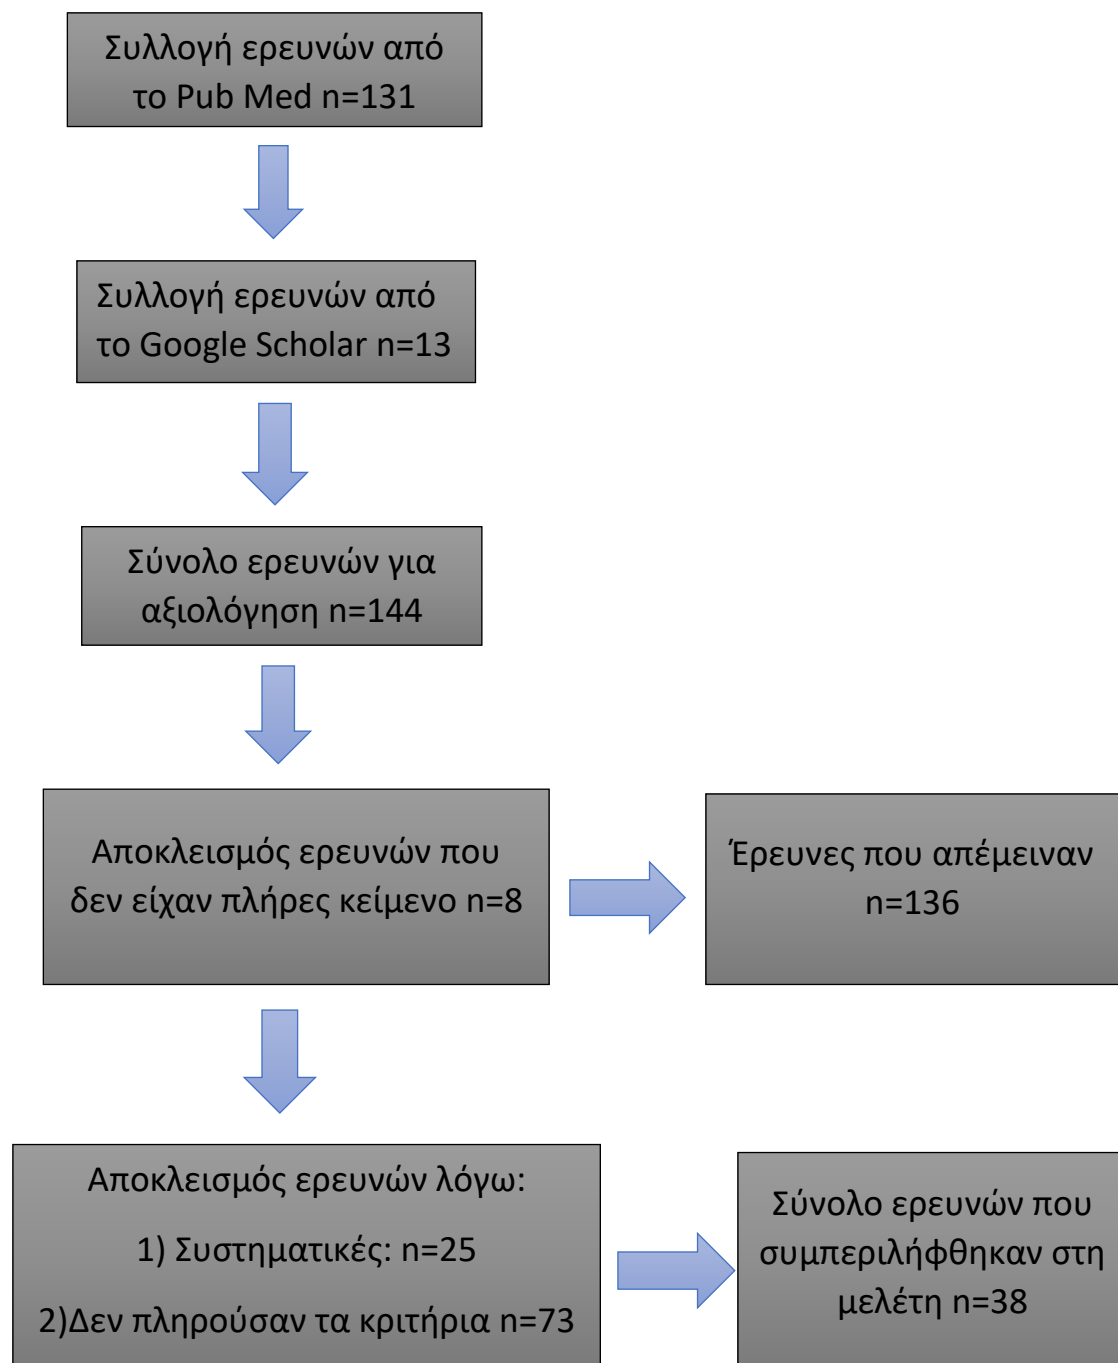 Συλλογή ερευνών από
το Pub Med n=131
Συλλογή ερευνών από
το Google Scholar n=13
Σύνολο ερευνών για
αξιολόγηση n=144
Αποκλεισμός ερευνών που
δεν είχαν πλήρες κείμενο n=8
Έρευνες που απέμειναν
n=136
Αποκλεισμός ερευνών λόγω:
1) Συστηματικές: n=25
2)Δεν πληρούσαν τα κριτήρια n=73
Σύνολο ερευνών που
συμπεριλήφθηκαν στη
μελέτη n=38